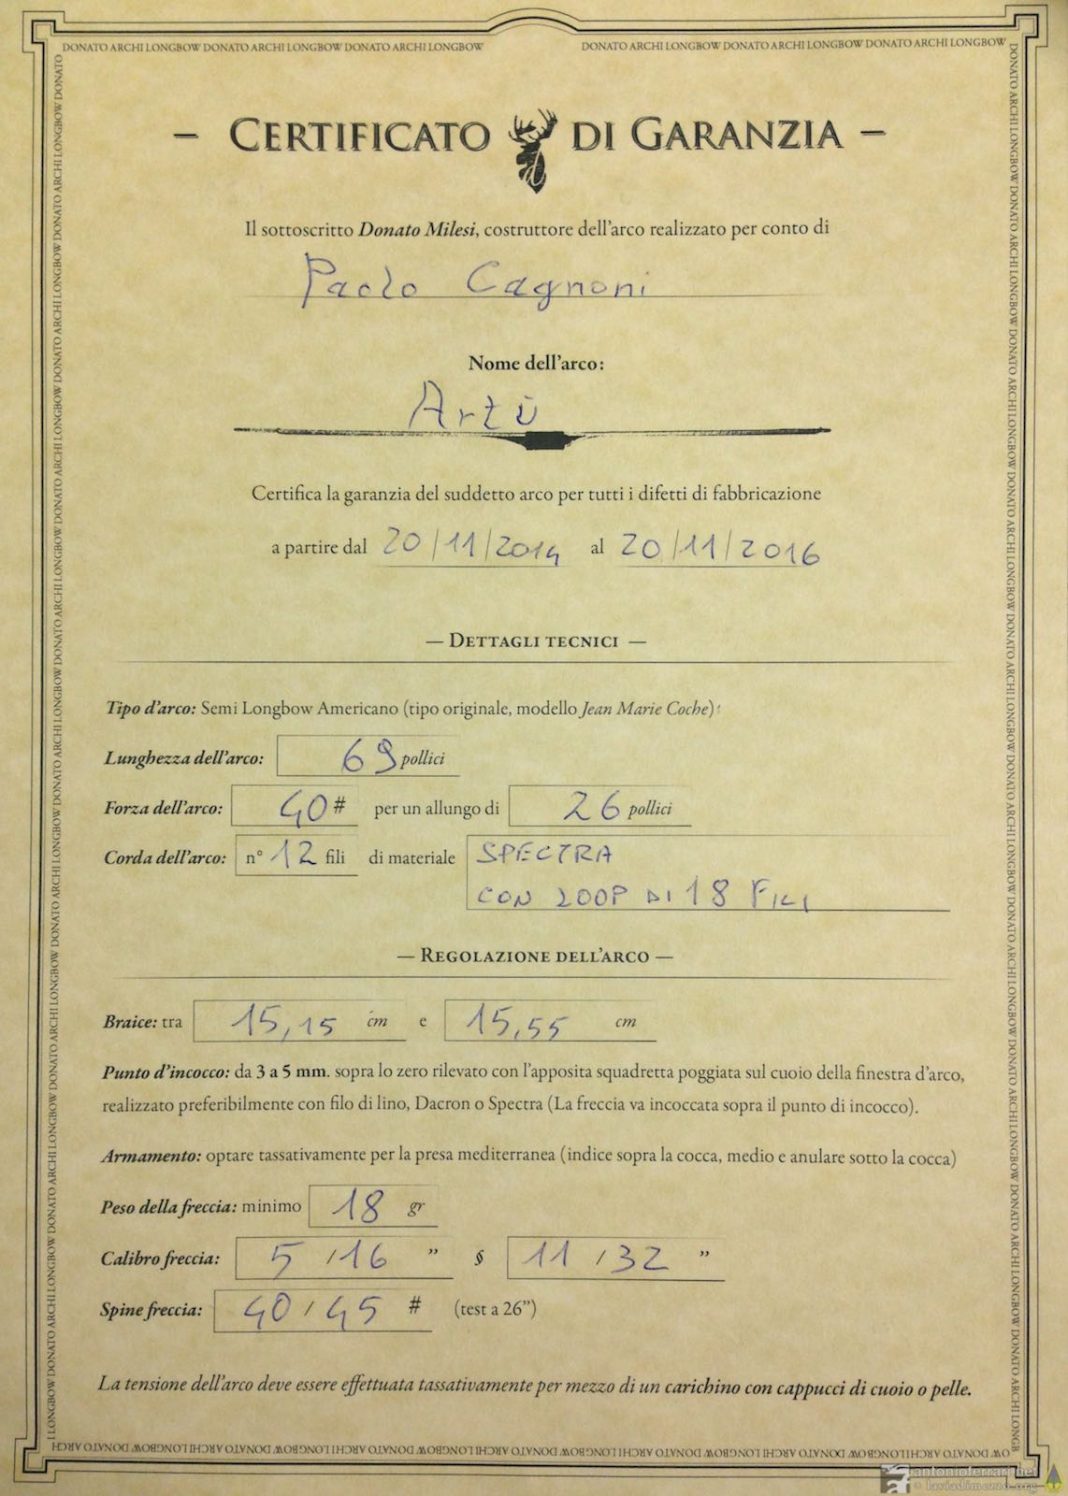 DONATO ARCHI LONGBOW DONATO ARCHI LONGBOW DONATO ARCHI LONGBOW
DONATO ARCHI LONGBOW DONATO ARCHI LONGBOW DONATO ARCHI LONGBOW
– CERTIFICATO DI GARANZIA –
Il sottoscritto Donato Milesi, costruttore dell'arco realizzato per conto di
Paolo Cagnoni
Nome dell'arco:
Artù
Certifica la garanzia del suddetto arco per tutti i difetti di fabbricazione
a partire dal 20/11/2014 al 20/11/2016
— DETTAGLI TECNICI —
Tipo d'arco: Semi Longbow Americano (tipo originale, modello Jean Marie Coche)
Lunghezza dell'arco: 69 pollici
Forza dell'arco: 40 # per un allungo di 26 pollici
Corda dell'arco: n° 12 fili di materiale SPECTRA
CON LOOP DI 18 FILI
— REGOLAZIONE DELL'ARCO —
Braice: tra 15,15 cm e 15,55 cm
Punto d'incocco: da 3 a 5 mm. sopra lo zero rilevato con l'apposita squadretta poggiata sul cuoio della finestra d'arco,
realizzato preferibilmente con filo di lino, Dacron o Spectra (La freccia va incoccata sopra il punto di incocco).
Armamento: optare tassativamente per la presa mediterranea (indice sopra la cocca, medio e anulare sotto la cocca)
Peso della freccia: minimo 18 gr
Calibro freccia: 5/16 " § 11/32 "
Spine freccia: 40/45 # (test a 26")
La tensione dell'arco deve essere effettuata tassativamente per mezzo di un carichino con cappucci di cuoio o pelle.
antonioferrari.net
© laviadimezzo.org